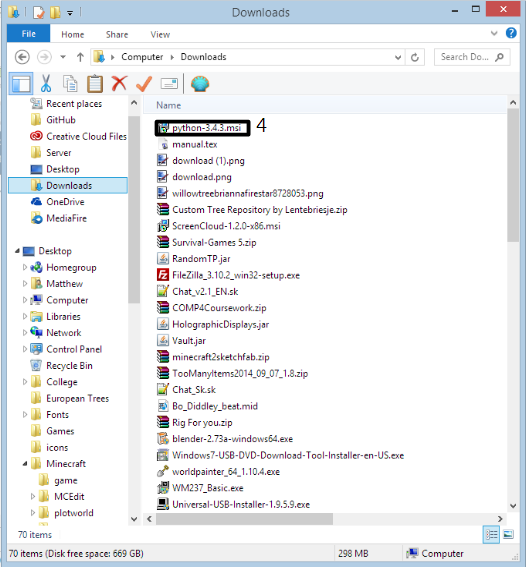 Downloads
File
Home
Share
View
Computer
Downloads
Search Do...
Recent places
GitHub
Creative Cloud Files
Server
Desktop
Downloads
OneDrive
MediaFire
Desktop
Homegroup
Matthew
Computer
Libraries
Network
Control Panel
Recycle Bin
College
European Trees
Fonts
Games
icons
Minecraft
game
MCEdit
plotworld
Name
python-3.4.3.msi 4
manual.tex
download (1).png
download.png
willowtreebriannafirestar8728053.png
Custom Tree Repository by Lentebriesje.zip
ScreenCloud-1.2.0-x86.msi
Survival-Games 5.zip
RandomTP.jar
FileZilla_3.10.2_win32-setup.exe
Chat_v2.1_EN.sk
COMP4Coursework.zip
HolographicDisplays.jar
Vault.jar
minecraft2sketchfab.zip
TooManyItems2014_09_07_1.8.zip
Chat_Sk.sk
Bo_Diddley_beat.mid
Rig For you.zip
blender-2.73a-windows64.exe
Windows7-USB-DVD-Download-Tool-Installer-en-US.exe
worldpainter_64_1.10.4.exe
WM237_Basic.exe
Universal-USB-Installer-1.9.5.9.exe
70 items
70 items (Disk free space: 669 GB)
298 MB
Computer